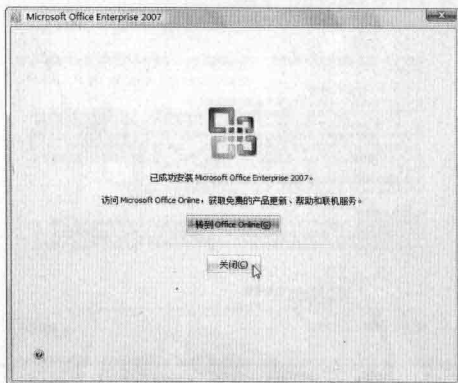 Microsoft Office Enterprise 2007
已成功安装 Microsoft Office Enterprise 2007。
访问 Microsoft Office Online，获取免费的产品更新、帮助和联机服务。
转到 Office Online(G)
关闭(C)